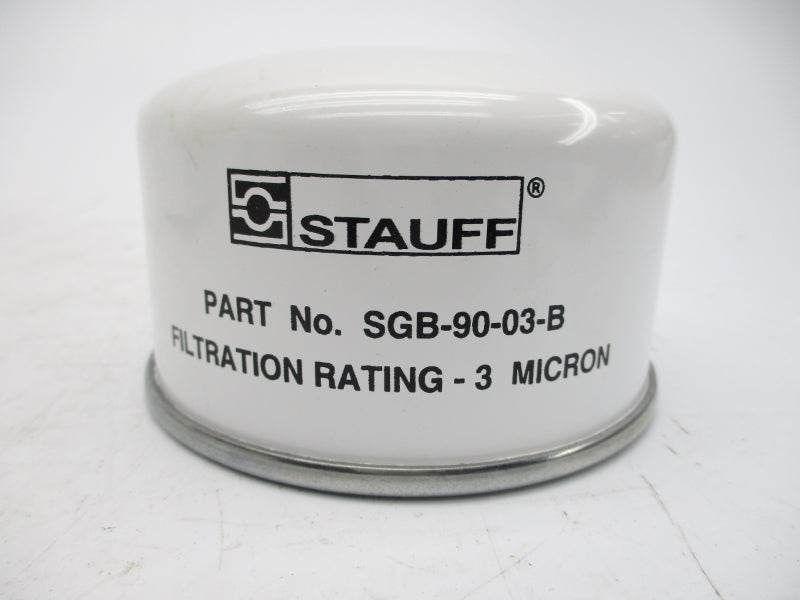 STAUFF®
PART No. SGB-90-03-B
FILTRATION RATING - 3 MICRON